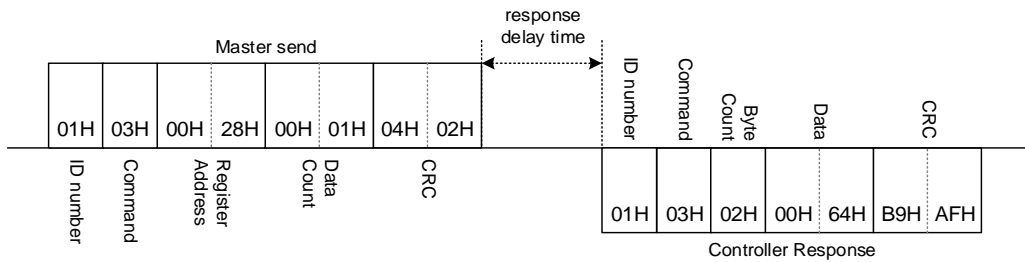 response
delay time
Master send
01H 03H 00H 28H 00H 01H 04H 02H
ID number
Command
Register
Address
Data
Count
CRC
ID number
Command
Byte
Count
Data
CRC
01H 03H 02H 00H 64H B9H AFH
Controller Response